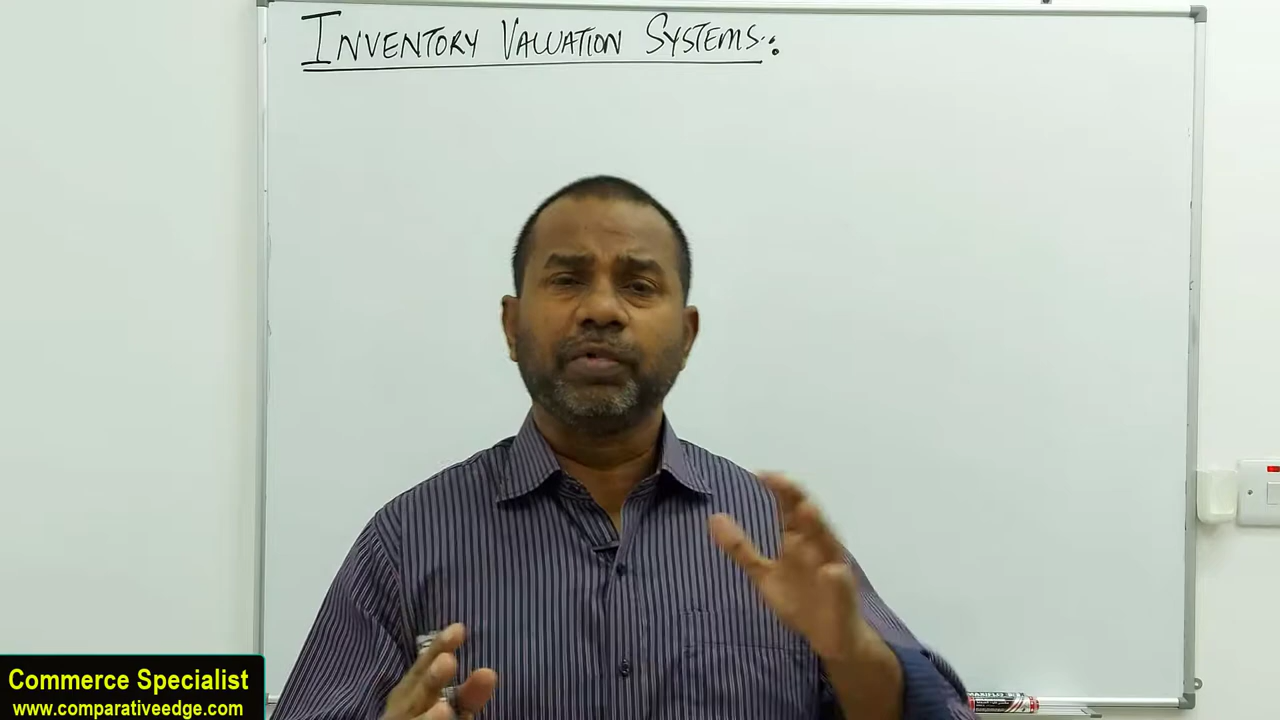 INVENTORY VALUATION SYSTEMS:
Commerce Specialist
www.comparativeedge.com